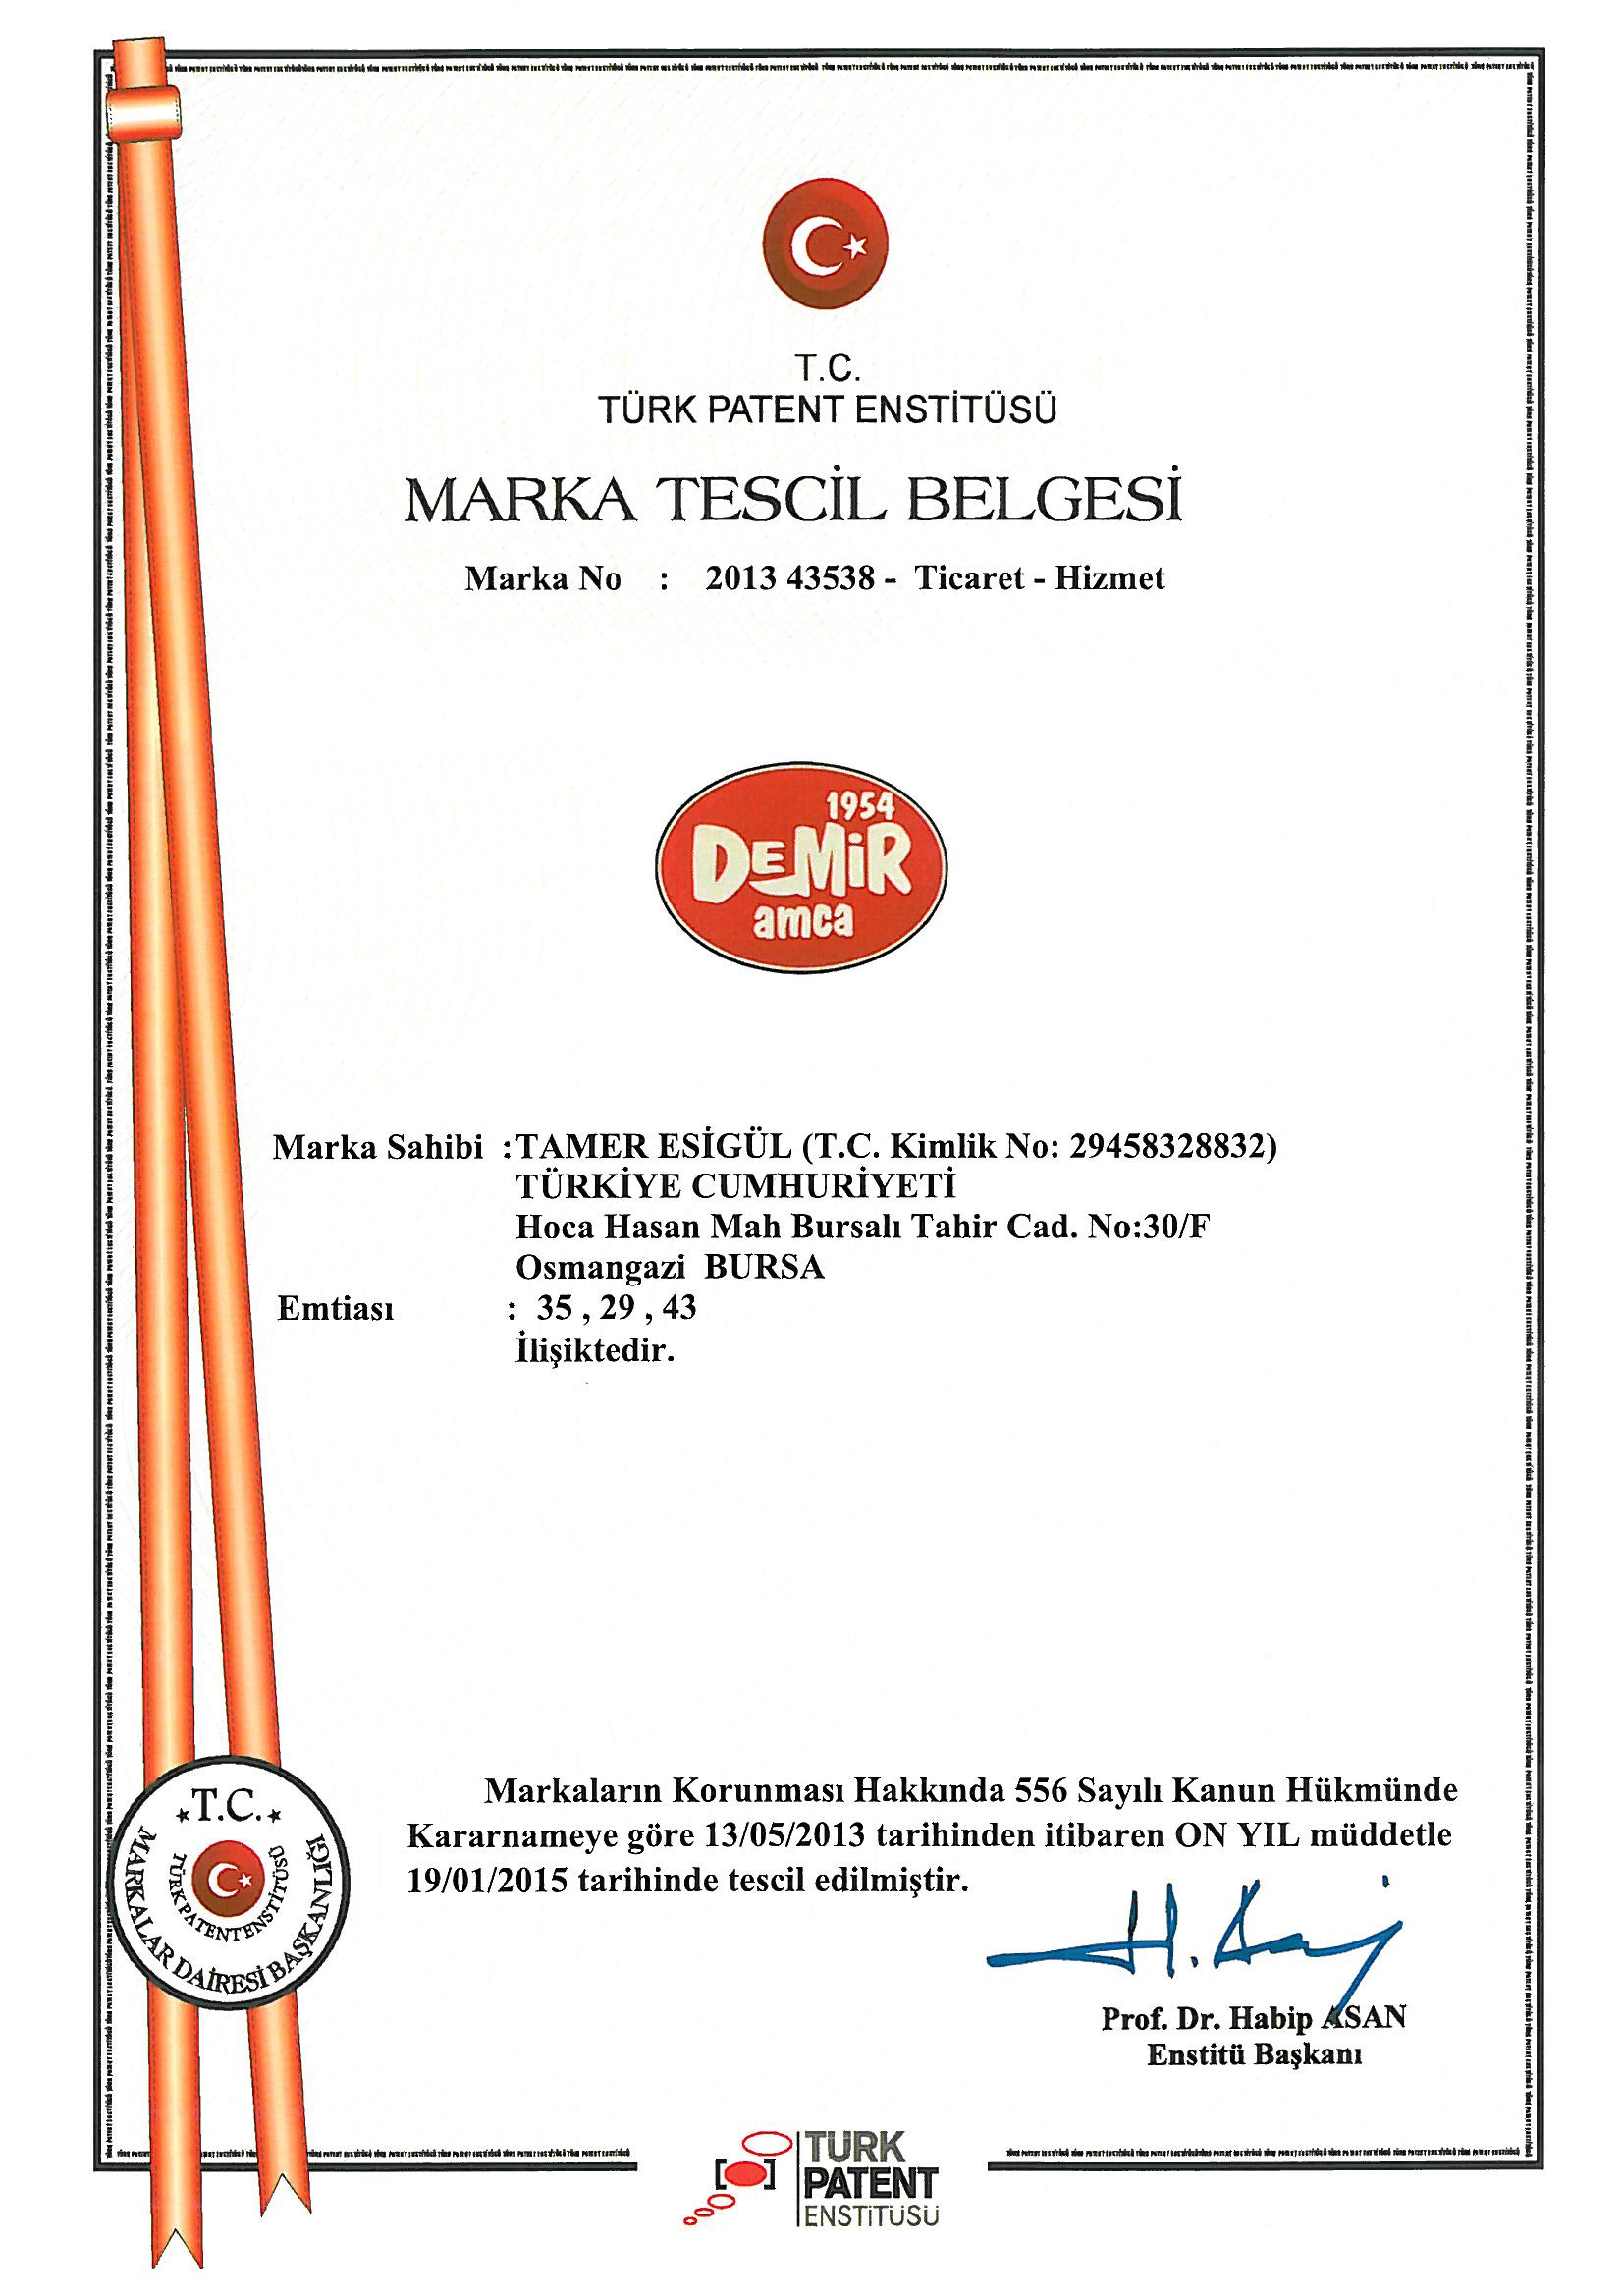 T.C.
TÜRK PATENT ENSTİTÜSÜ
MARKA TESCİL BELGESİ
Marka No : 2013 43538 - Ticaret - Hizmet
1954
DEMİR
amca
Marka Sahibi :TAMER ESİGÜL (T.C. Kimlik No: 29458328832)
TÜRKİYE CUMHURİYETİ
Hoca Hasan Mah Bursalı Tahir Cad. No:30/F
Osmangazi BURSA
Emtiası : 35 , 29 , 43
İlişiktedir.
Markaların Korunması Hakkında 556 Sayılı Kanun Hükmünde
Kararnameye göre 13/05/2013 tarihinden itibaren ON YIL müddetle
19/01/2015 tarihinde tescil edilmiştir.
T.C.
TÜRK PATENT ENSTİTÜSÜ
MARKALAR DAİRESİ BAŞKANLIĞI
Prof. Dr. Habip ASAN
Enstitü Başkanı
TÜRK
PATENT
ENSTİTÜSÜ